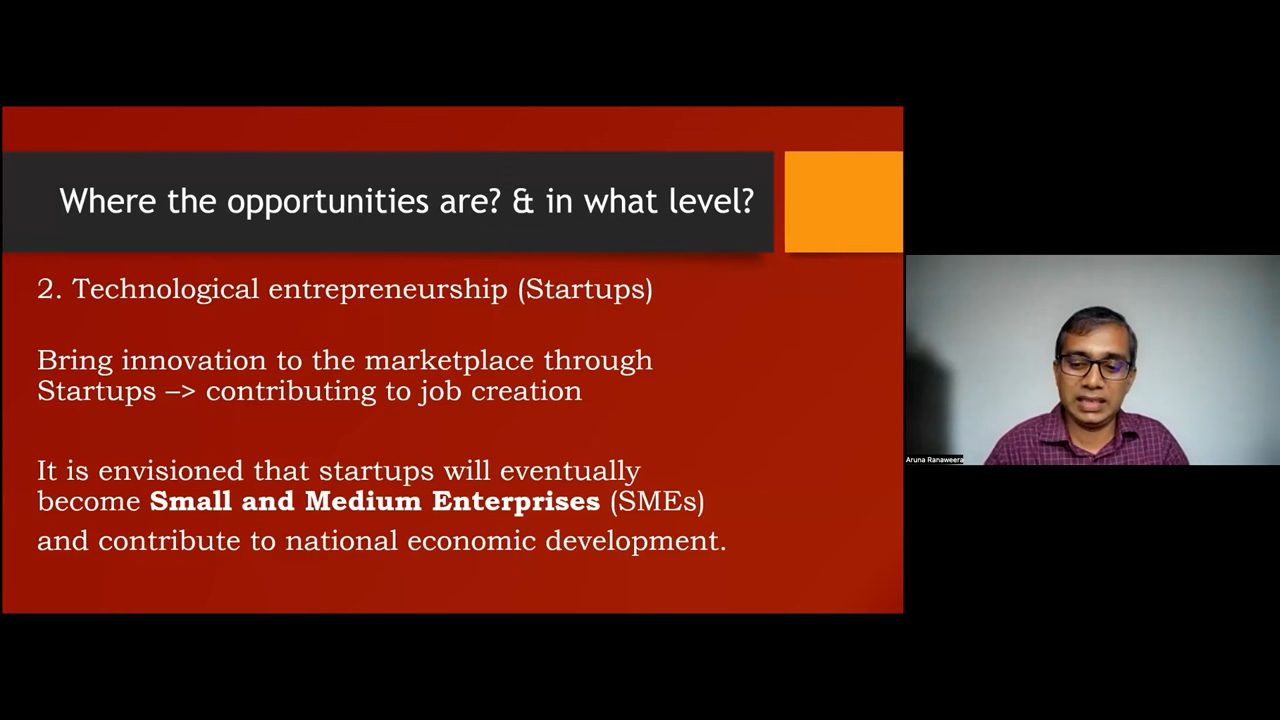 Where the opportunities are? & in what level?
2. Technological entrepreneurship (Startups)
Bring innovation to the marketplace through
Startups –> contributing to job creation
It is envisioned that startups will eventually
become Small and Medium Enterprises (SMEs)
and contribute to national economic development.
Aruna Ranaweera